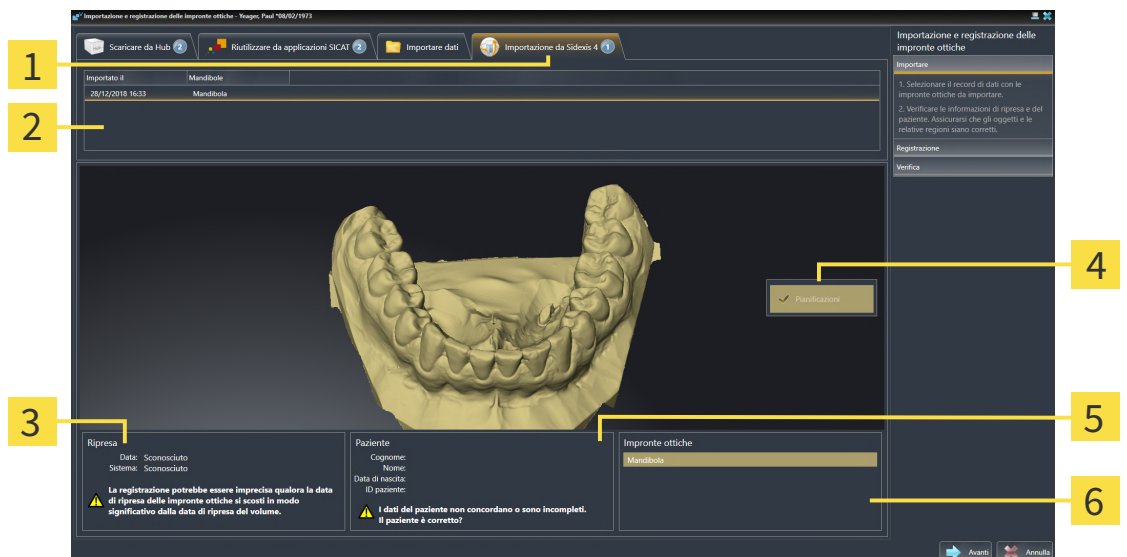 Importazione e registrazione delle impronte ottiche - Yeager, Paul *08/02/1973
Scaricare da Hub 2
Riutilizzare da applicazioni SICAT 2
Importare dati
Importazione da Sidexis 4 1
Importato il Mandibole
28/12/2018 16:33 Mandibola
Importazione e registrazione delle
impronte ottiche
Importare
1. Selezionare il record di dati con le
impronte ottiche da importare.
2. Verificare le informazioni di ripresa e del
paziente. Assicurarsi che gli oggetti e le
relative regioni siano corretti.
Registrazione
Verifica
1
2
3
4
5
6
Pianificazioni
Ripresa
Data: Sconosciuto
Sistema: Sconosciuto
La registrazione potrebbe essere imprecisa qualora la data
di ripresa delle impronte ottiche si scosti in modo
significativo dalla data di ripresa del volume.
Paziente
Cognome:
Nome:
Data di nascita:
ID paziente:
I dati del paziente non concordano o sono incompleti.
Il paziente è corretto?
Impronte ottiche
Mandibola
Avanti
Annulla